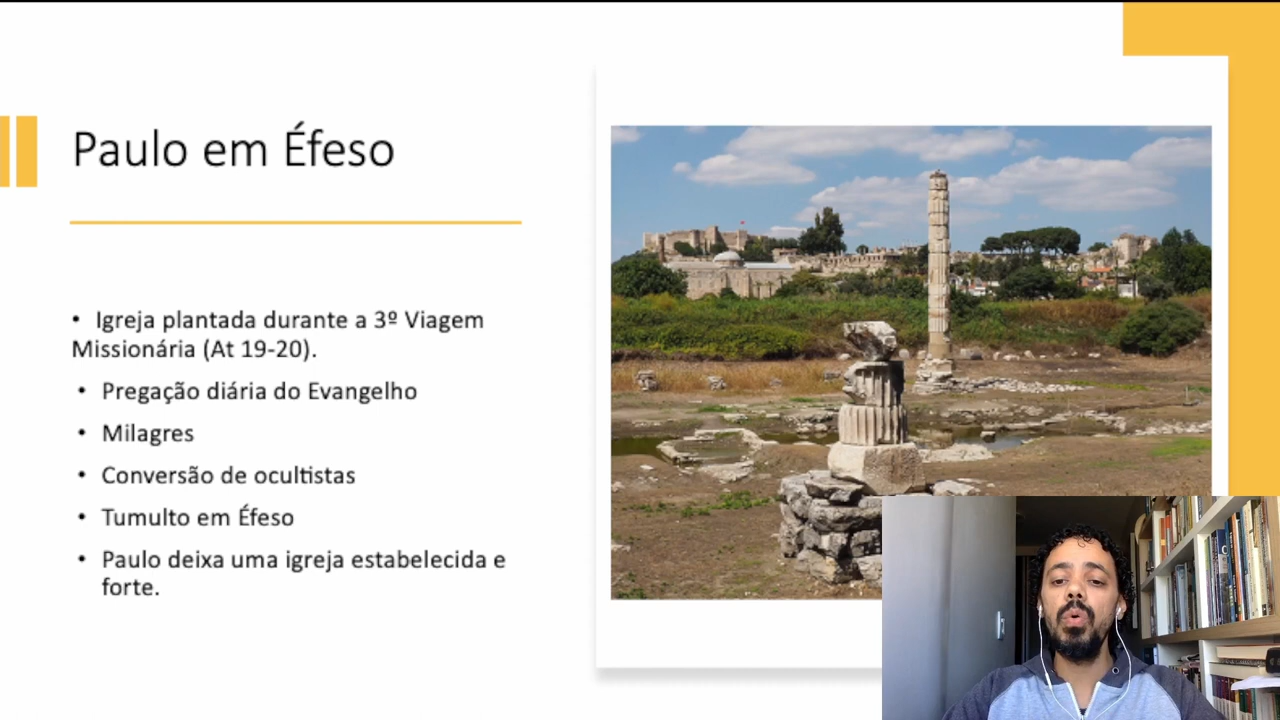 Paulo em Éfeso
• Igreja plantada durante a 3º Viagem
Missionária (At 19-20).
• Pregação diária do Evangelho
• Milagres
• Conversão de ocultistas
• Tumulto em Éfeso
• Paulo deixa uma igreja estabelecida e
forte.